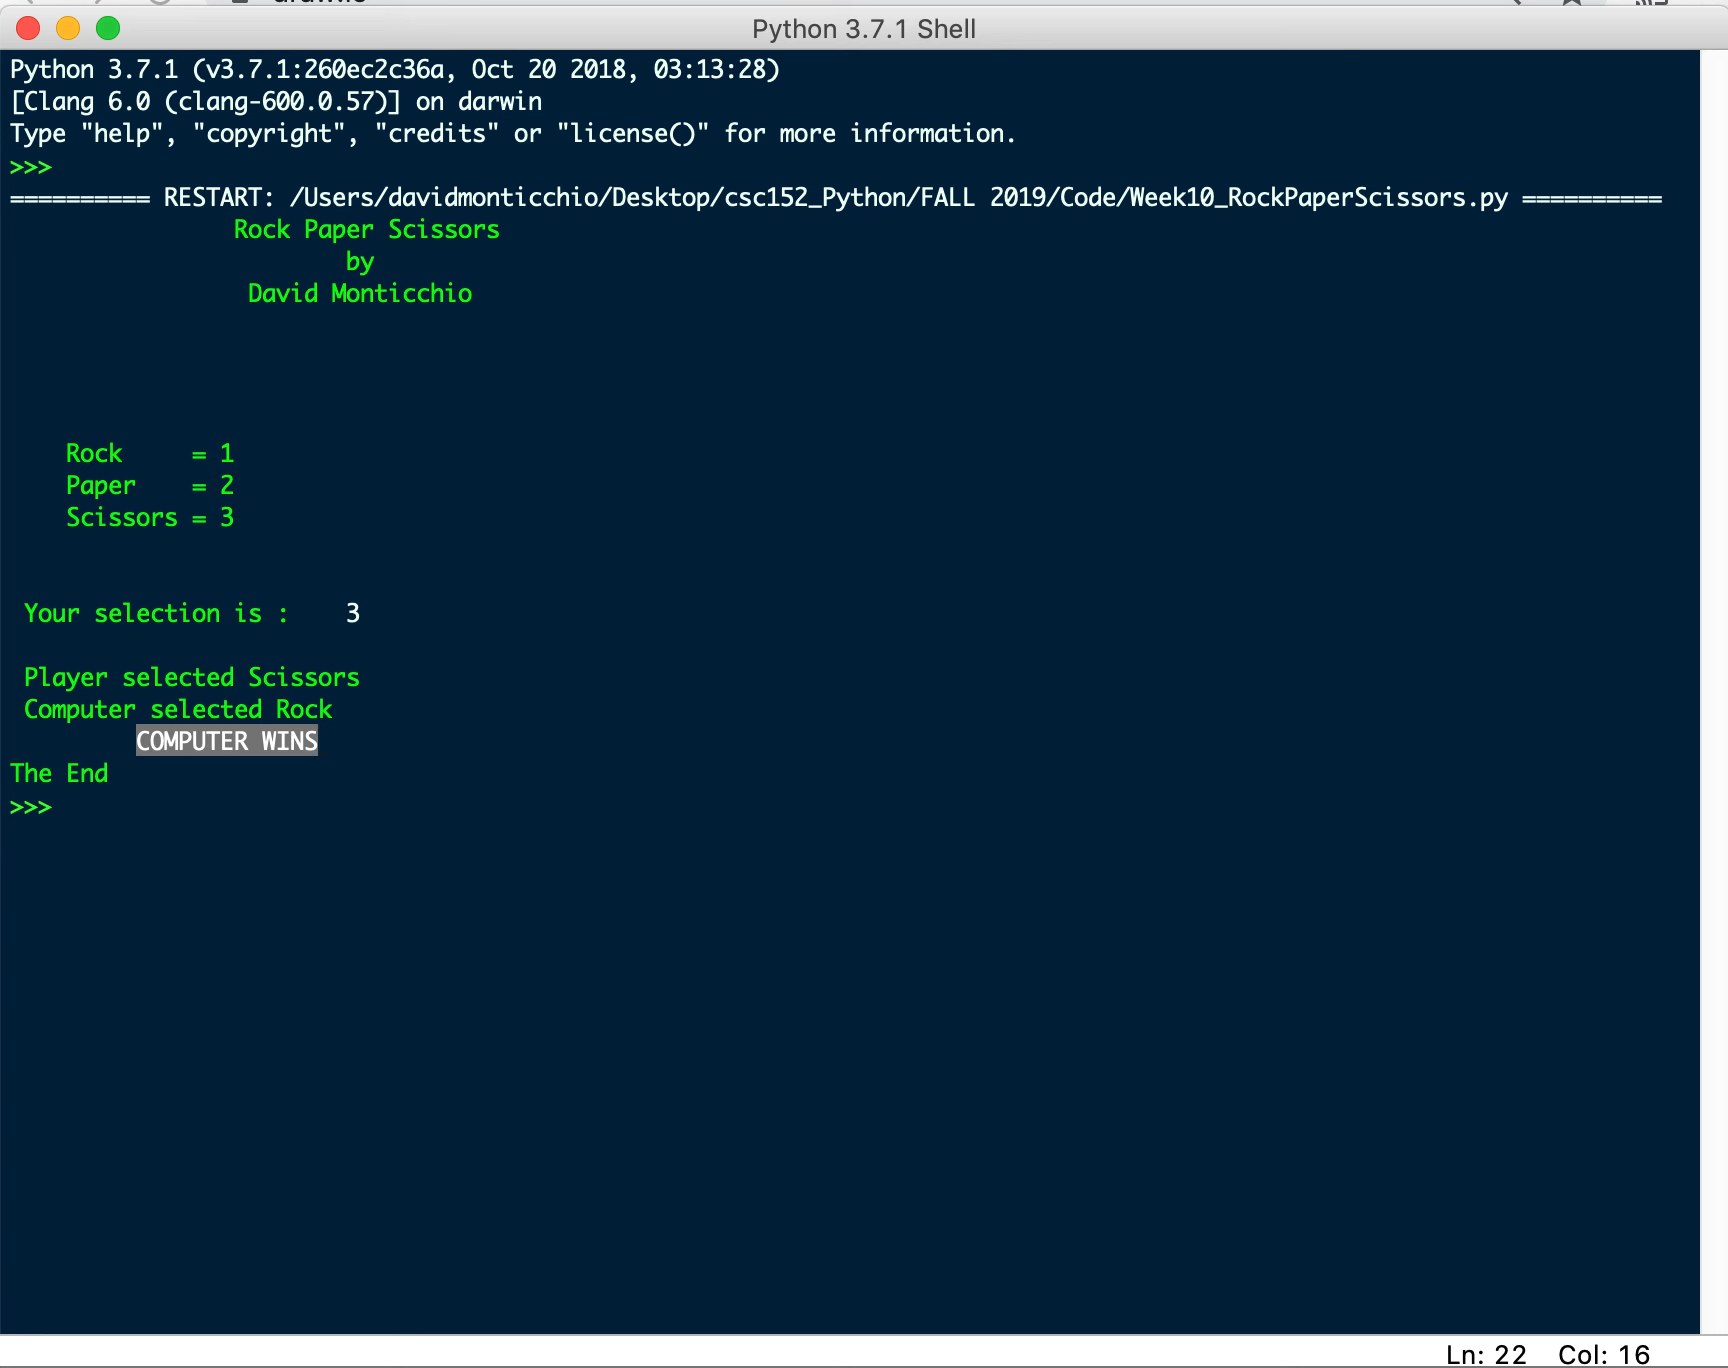 Python 3.7.1 Shell
Python 3.7.1 (v3.7.1:260ec2c36a, Oct 20 2018, 03:13:28)
[Clang 6.0 (clang-600.0.57)] on darwin
Type "help", "copyright", "credits" or "license()" for more information.
>>>
========== RESTART: /Users/davidmonticchio/Desktop/csc152_Python/FALL 2019/Code/Week10_RockPaperScissors.py ==========
Rock Paper Scissors
by
David Monticchio
Rock     = 1
Paper    = 2
Scissors = 3
Your selection is :    3
Player selected Scissors
Computer selected Rock
COMPUTER WINS
The End
>>>
Ln: 22  Col: 16